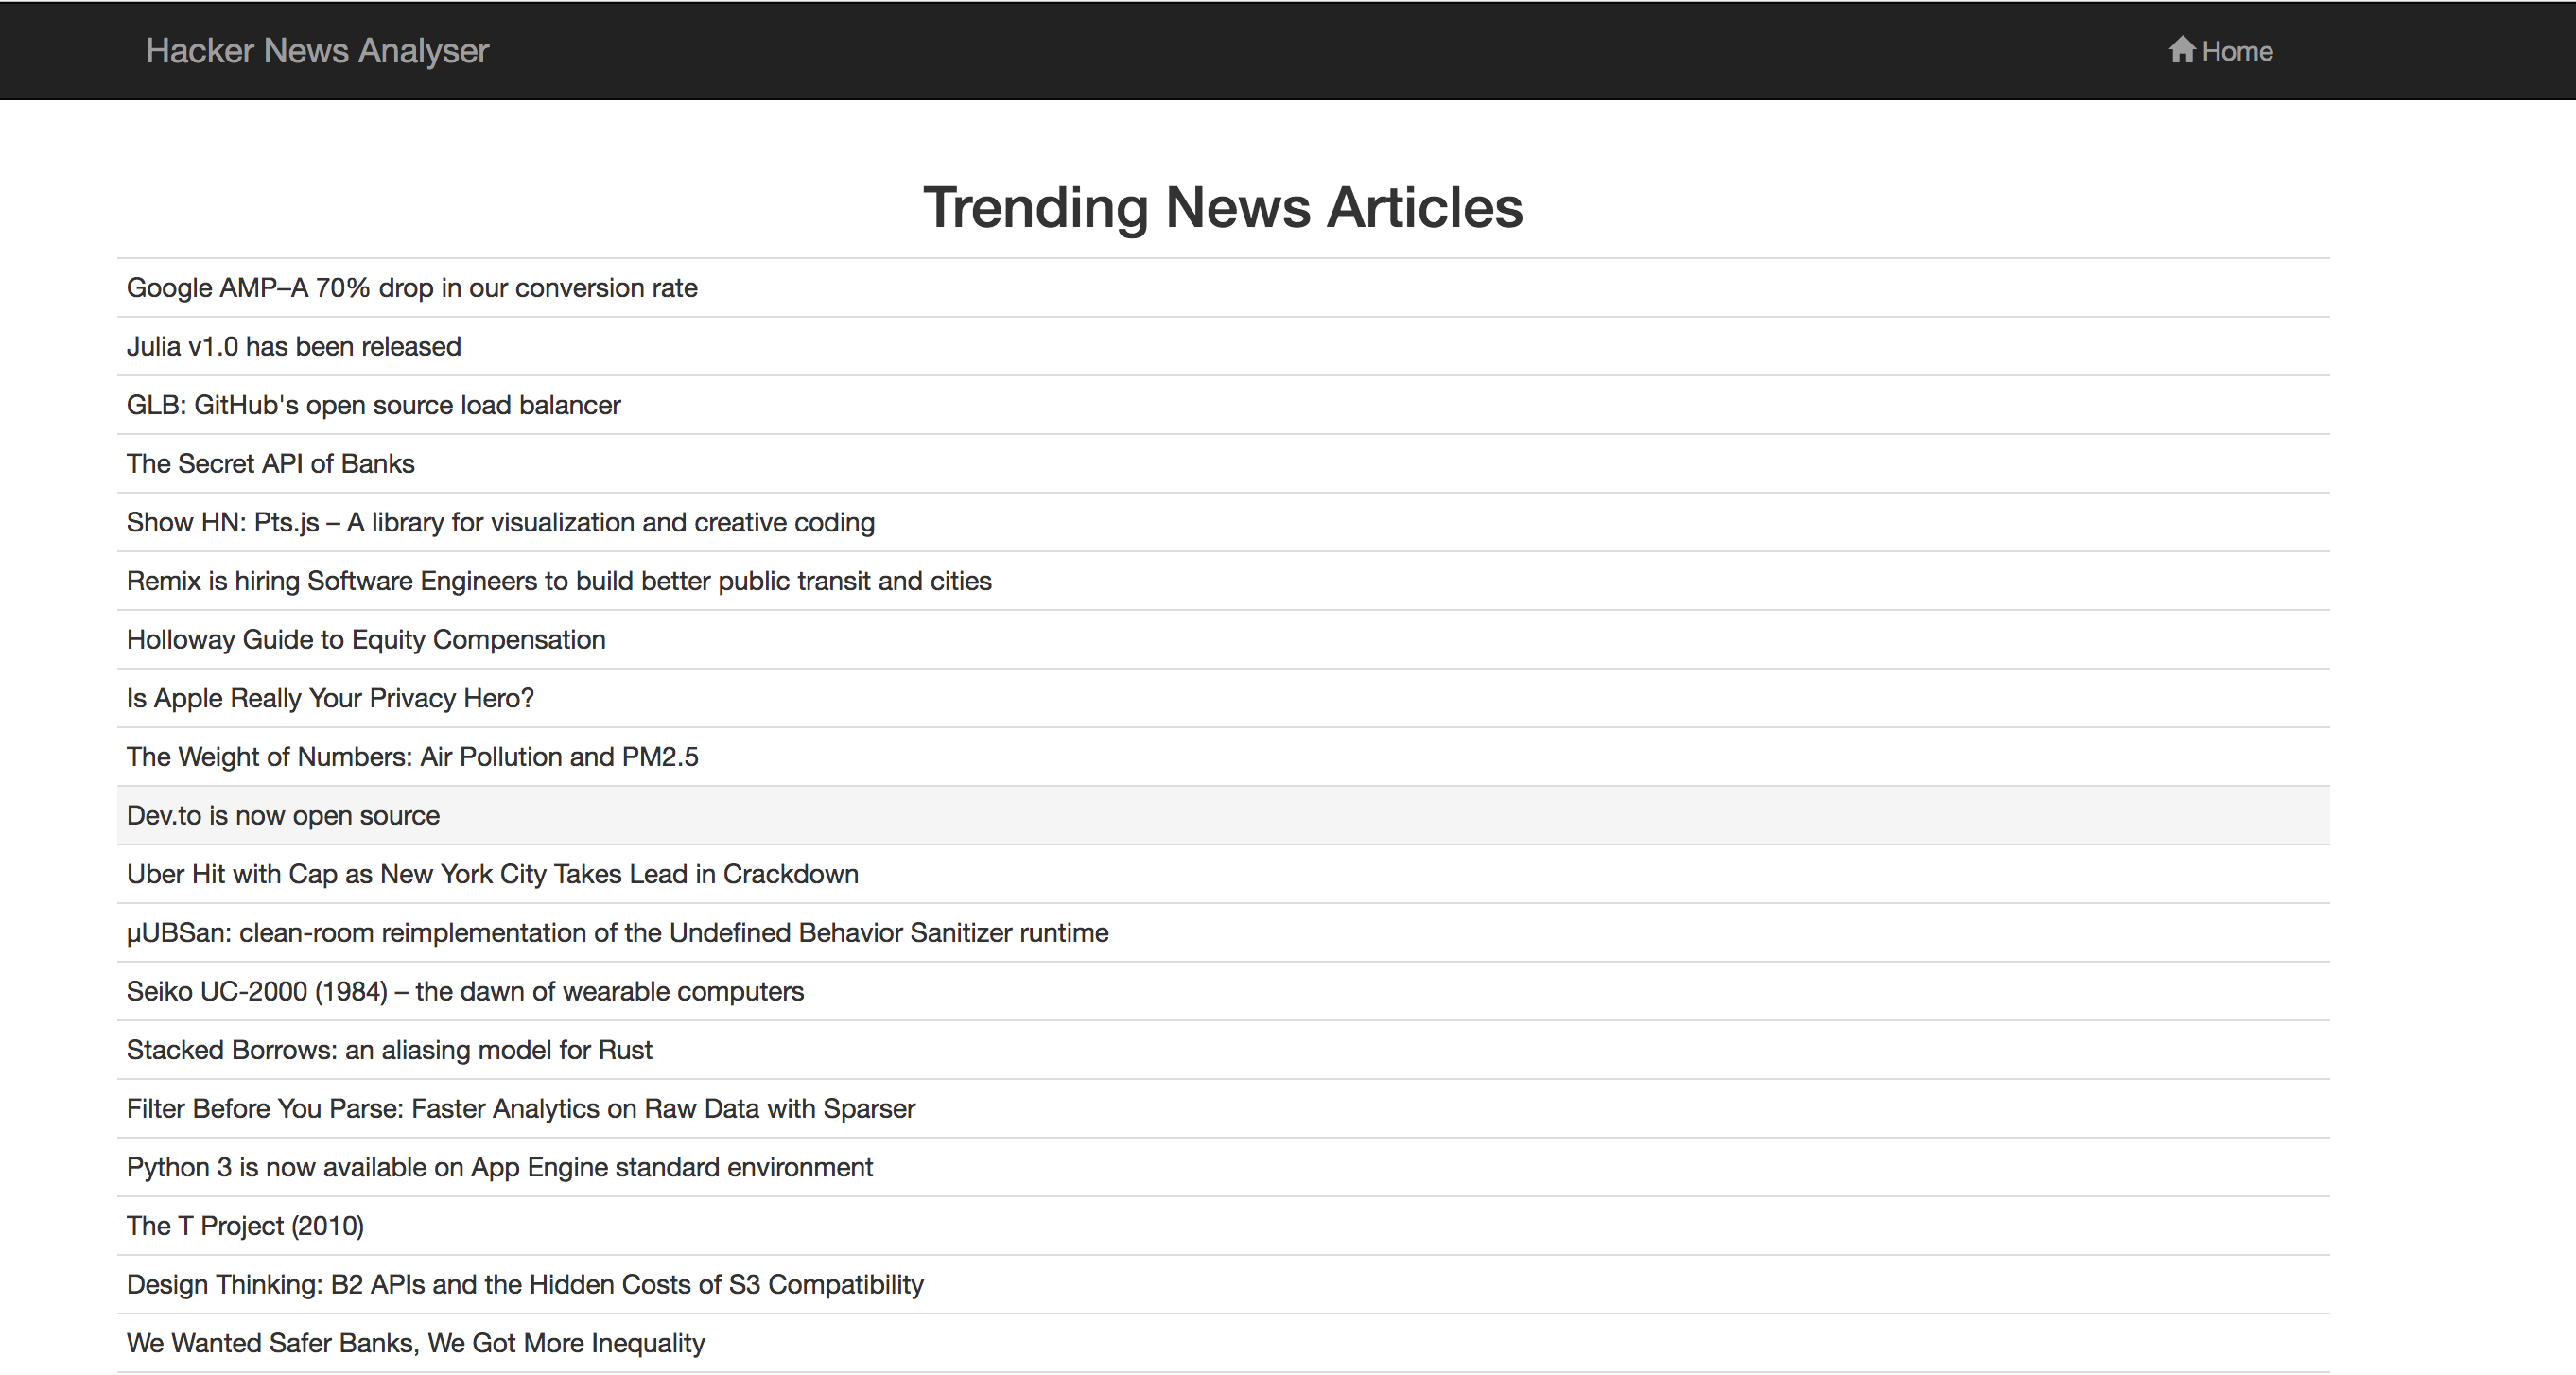 Hacker News Analyser
Home
Trending News Articles
Google AMP–A 70% drop in our conversion rate
Julia v1.0 has been released
GLB: GitHub's open source load balancer
The Secret API of Banks
Show HN: Pts.js – A library for visualization and creative coding
Remix is hiring Software Engineers to build better public transit and cities
Holloway Guide to Equity Compensation
Is Apple Really Your Privacy Hero?
The Weight of Numbers: Air Pollution and PM2.5
Dev.to is now open source
Uber Hit with Cap as New York City Takes Lead in Crackdown
µUBSan: clean-room reimplementation of the Undefined Behavior Sanitizer runtime
Seiko UC-2000 (1984) – the dawn of wearable computers
Stacked Borrows: an aliasing model for Rust
Filter Before You Parse: Faster Analytics on Raw Data with Sparser
Python 3 is now available on App Engine standard environment
The T Project (2010)
Design Thinking: B2 APIs and the Hidden Costs of S3 Compatibility
We Wanted Safer Banks, We Got More Inequality